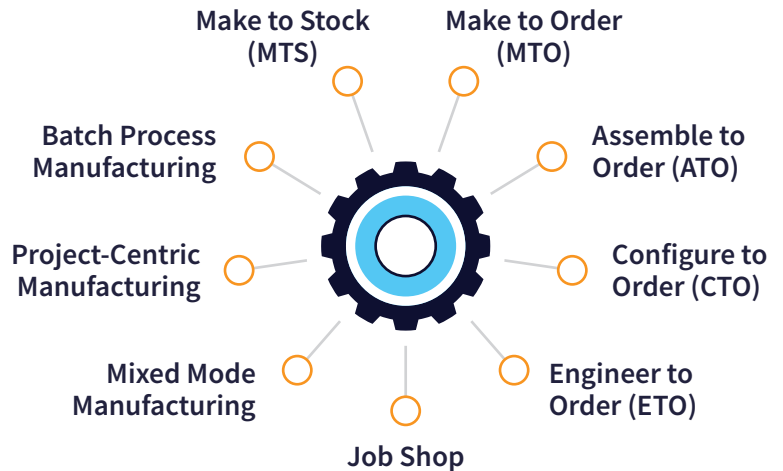 Make to Stock
(MTS)
Make to Order
(MTO)
Assemble to
Order (ATO)
Configure to
Order (CTO)
Engineer to
Order (ETO)
Job Shop
Mixed Mode
Manufacturing
Project-Centric
Manufacturing
Batch Process
Manufacturing